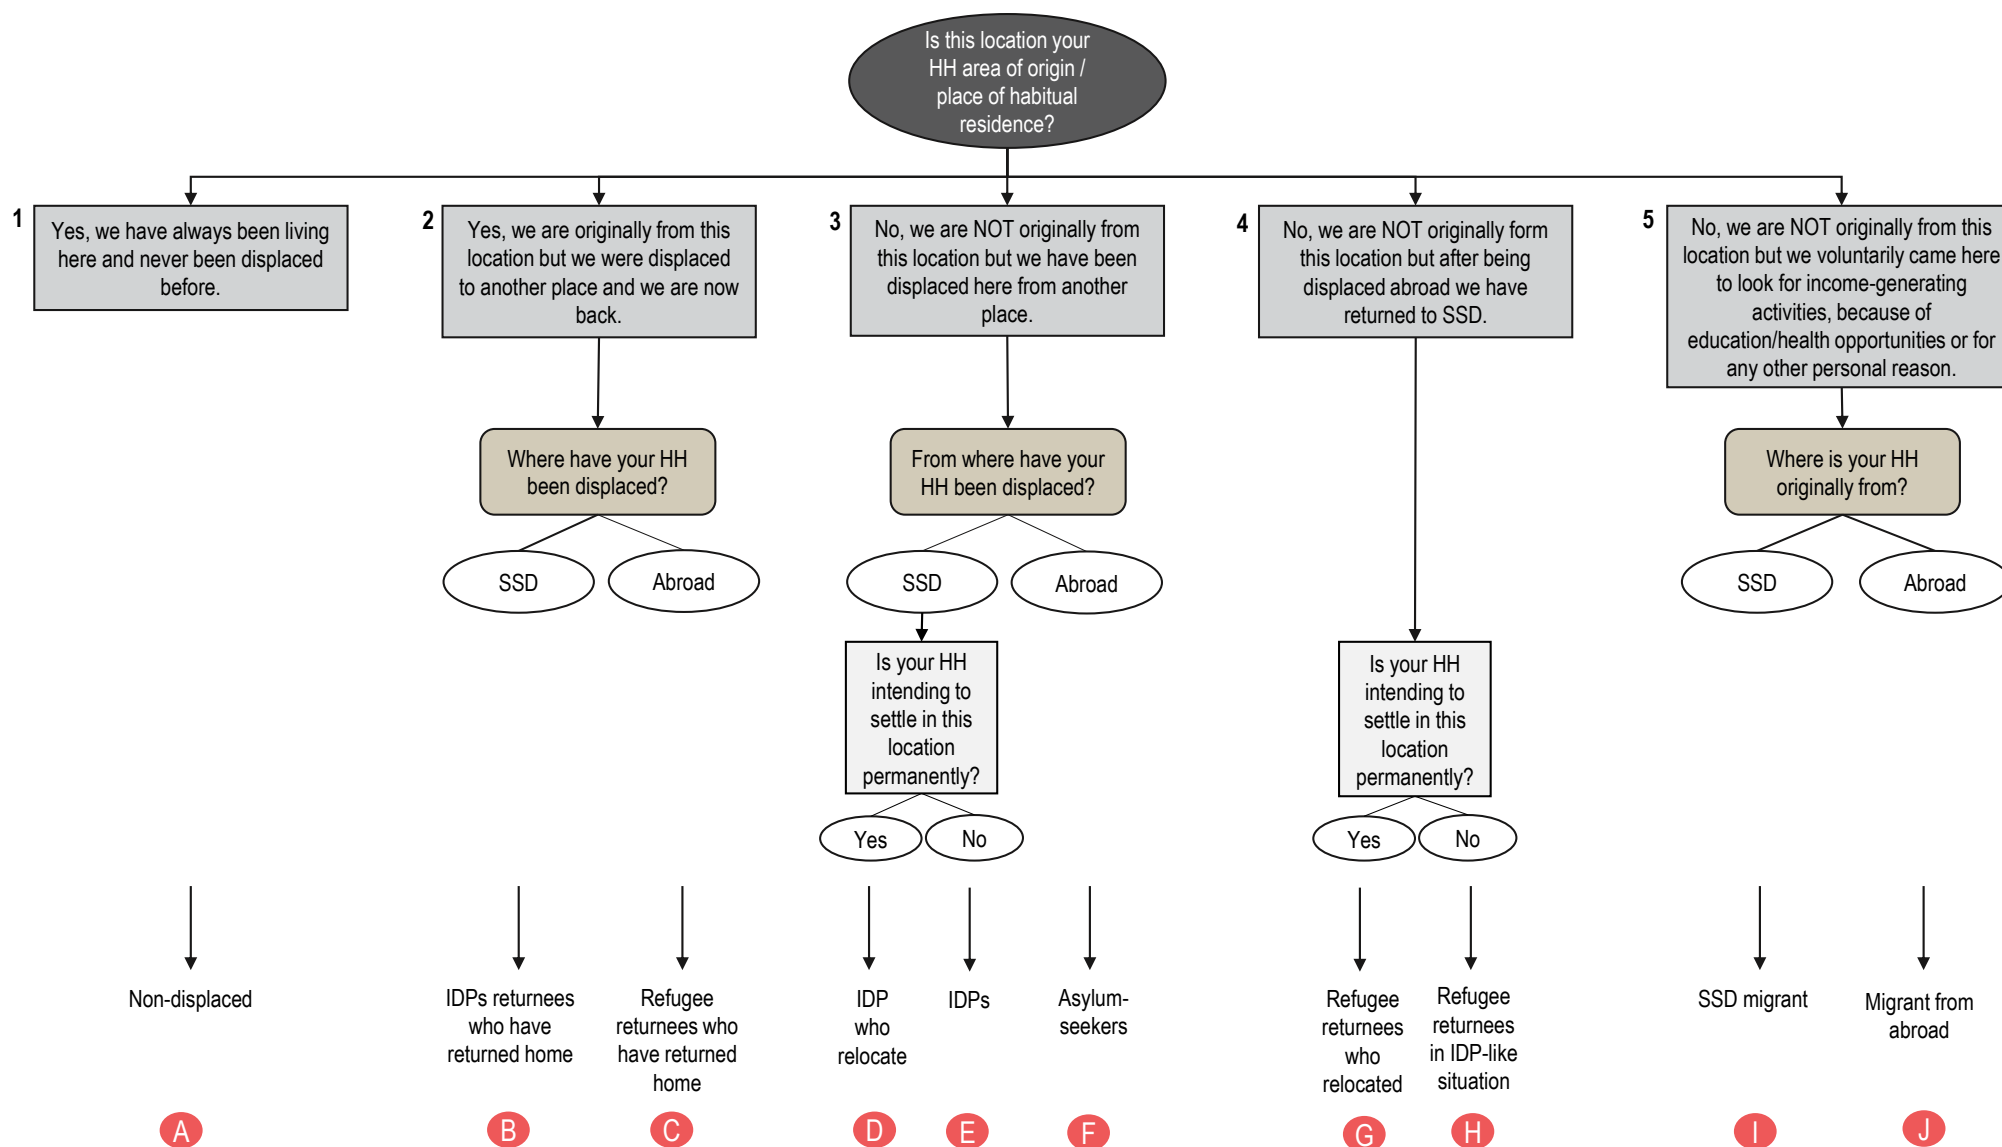 Is this location your
HH area of origin /
place of habitual
residence?
1
Yes, we have always been living
here and never been displaced
before.
2
Yes, we are originally from this
location but we were displaced
to another place and we are now
back.
3
No, we are NOT originally from
this location but we have been
displaced here from another
place.
4
No, we are NOT originally form
this location but after being
displaced abroad we have
returned to SSD.
5
No, we are NOT originally from this
location but we voluntarily came here
to look for income-generating
activities, because of
education/health opportunities or for
any other personal reason.
Where have your HH
been displaced?
From where have your
HH been displaced?
Where is your HH
originally from?
SSD
Abroad
SSD
Abroad
SSD
Abroad
Is your HH
intending to
settle in this
location
permanently?
Is your HH
intending to
settle in this
location
permanently?
Yes
No
Yes
No
Non-displaced
IDPs returnees
who have
returned home
Refugee
returnees who
have returned
home
IDP
who
relocate
IDPs
Asylum-
seekers
Refugee
returnees
who
relocated
Refugee
returnees
in IDP-like
situation
SSD migrant
Migrant from
abroad
A
B
C
D
E
F
G
H
I
J